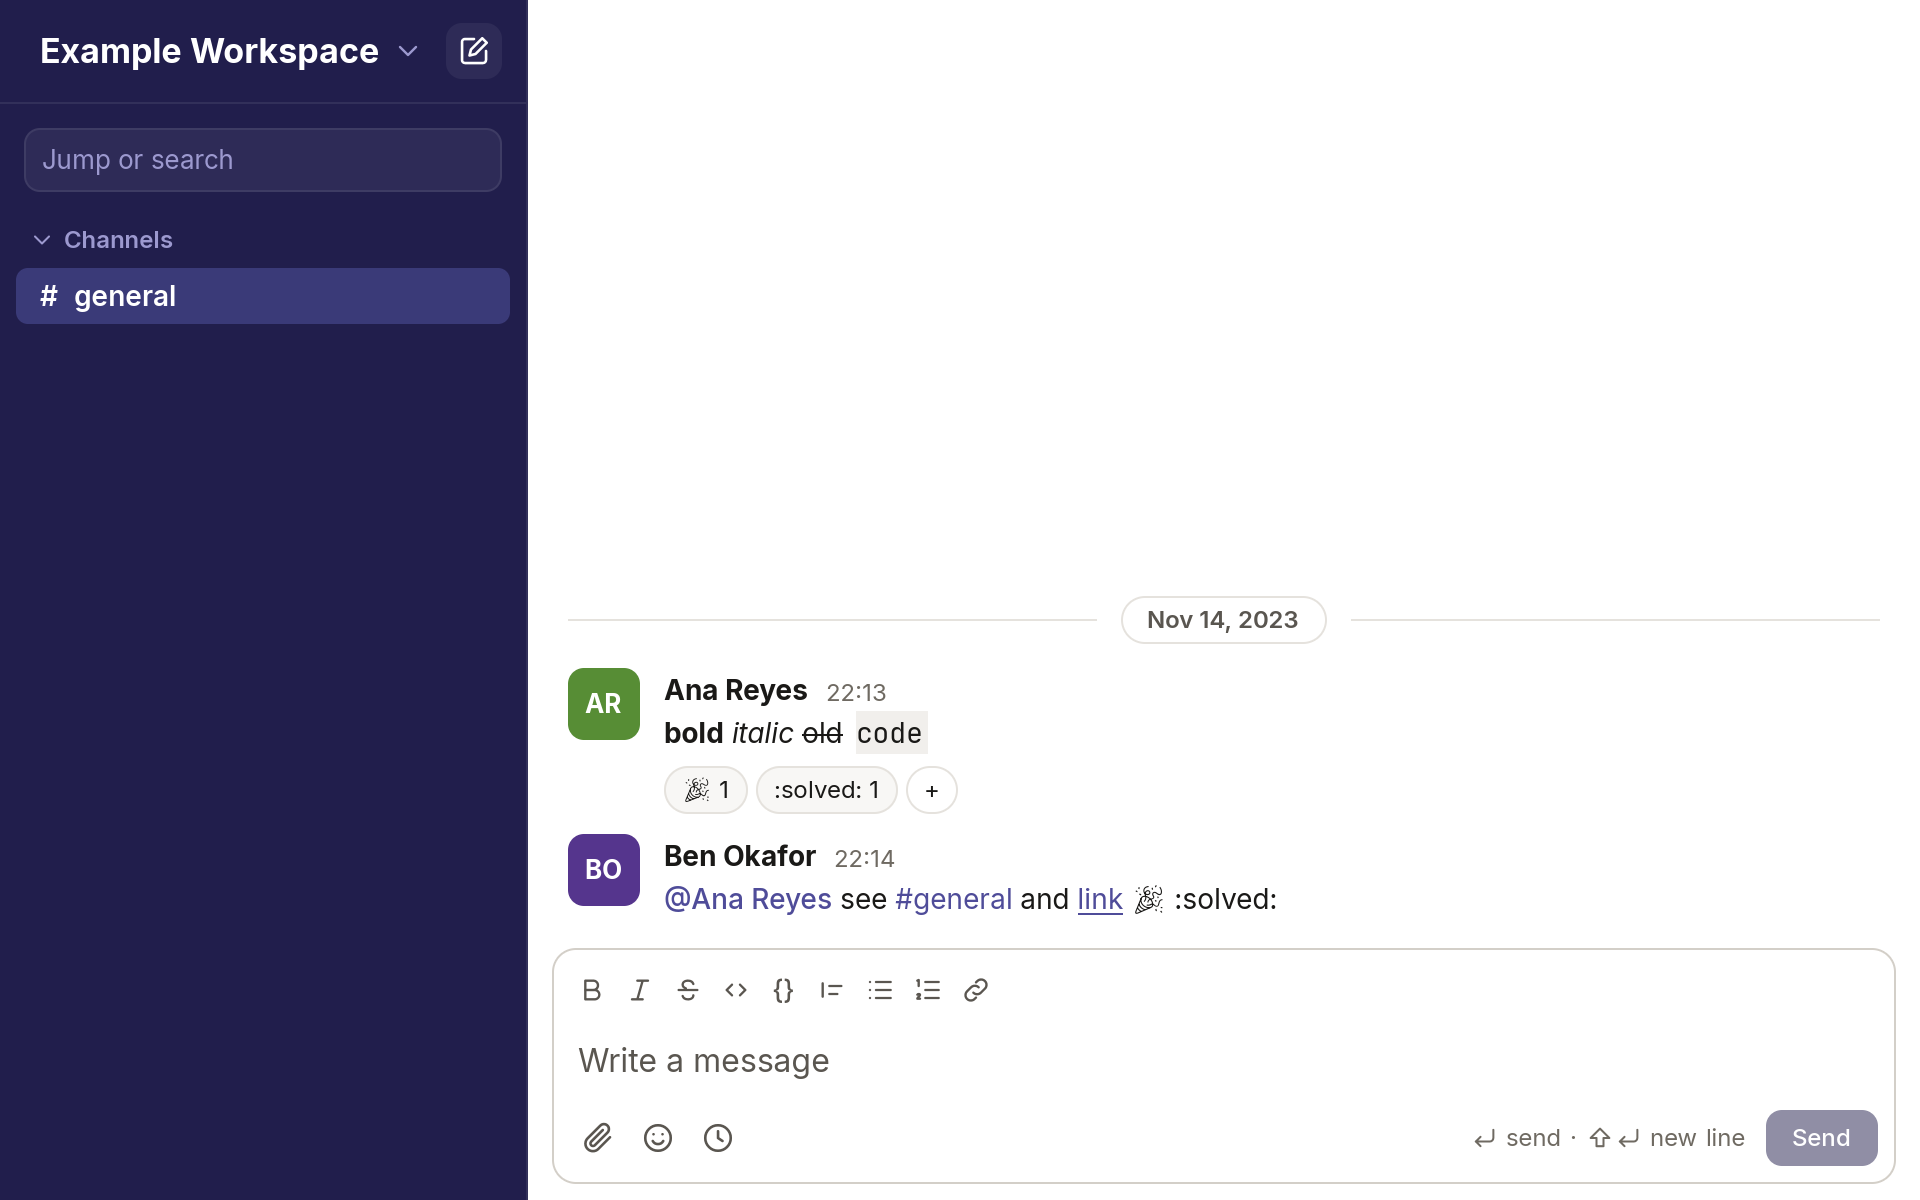 Example Workspace
Jump or search
Channels
# general
Nov 14, 2023
AR
Ana Reyes 22:13
bold italic old code
🎉 1 :solved: 1 +
BO
Ben Okafor 22:14
@Ana Reyes see #general and link 🎉 :solved:
Write a message
send · new line
Send